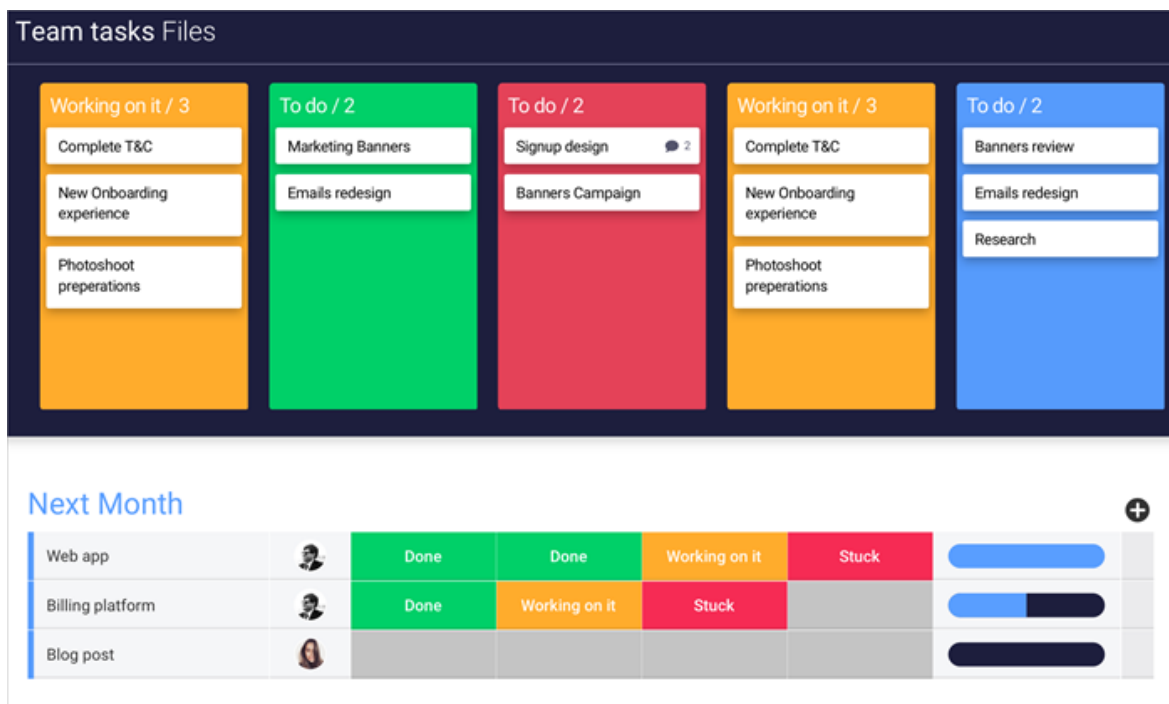 Team tasks Files
Working on it / 3
Complete T&C
New Onboarding
experience
Photoshoot
preperations
To do / 2
Marketing Banners
Emails redesign
To do / 2
Signup design 2
Banners Campaign
Working on it / 3
Complete T&C
New Onboarding
experience
Photoshoot
preperations
To do / 2
Banners review
Emails redesign
Research
Next Month
Web app Done Done Working on it Stuck
Billing platform Done Working on it Stuck
Blog post